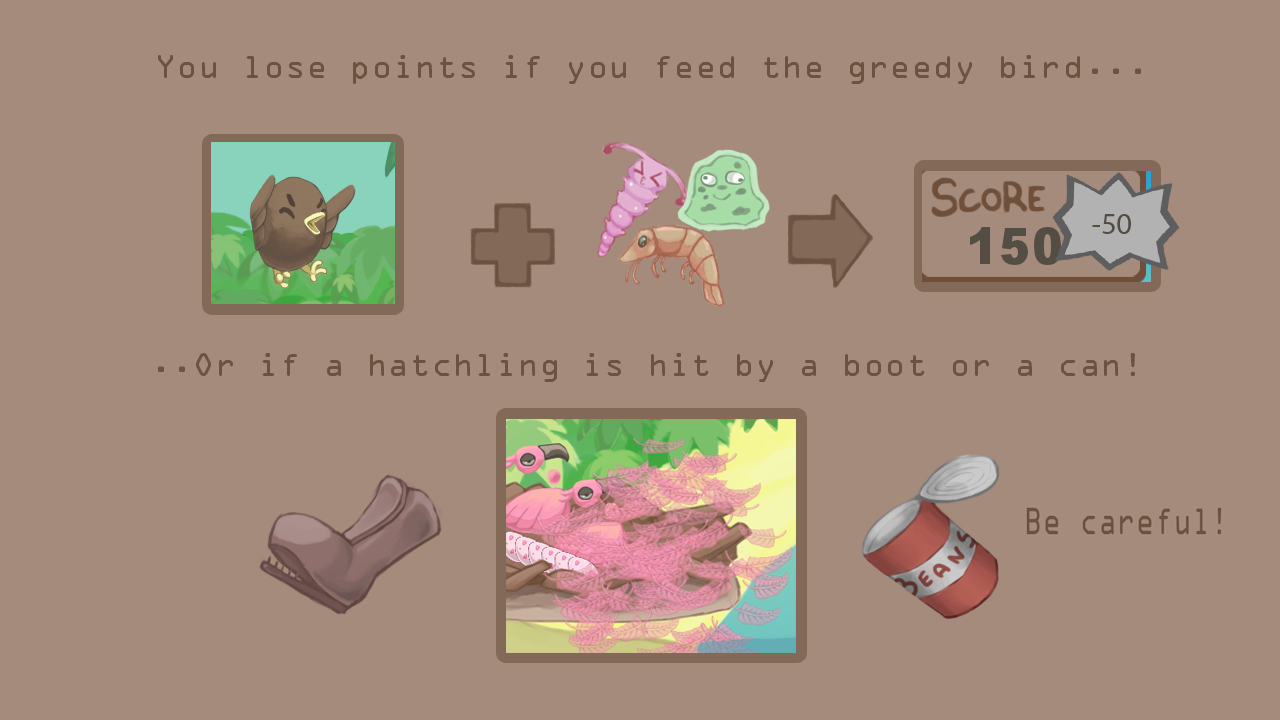 You lose points if you feed the greedy bird...
SCORE
150
-50
..Or if a hatchling is hit by a boot or a can!
BEANS
Be careful!